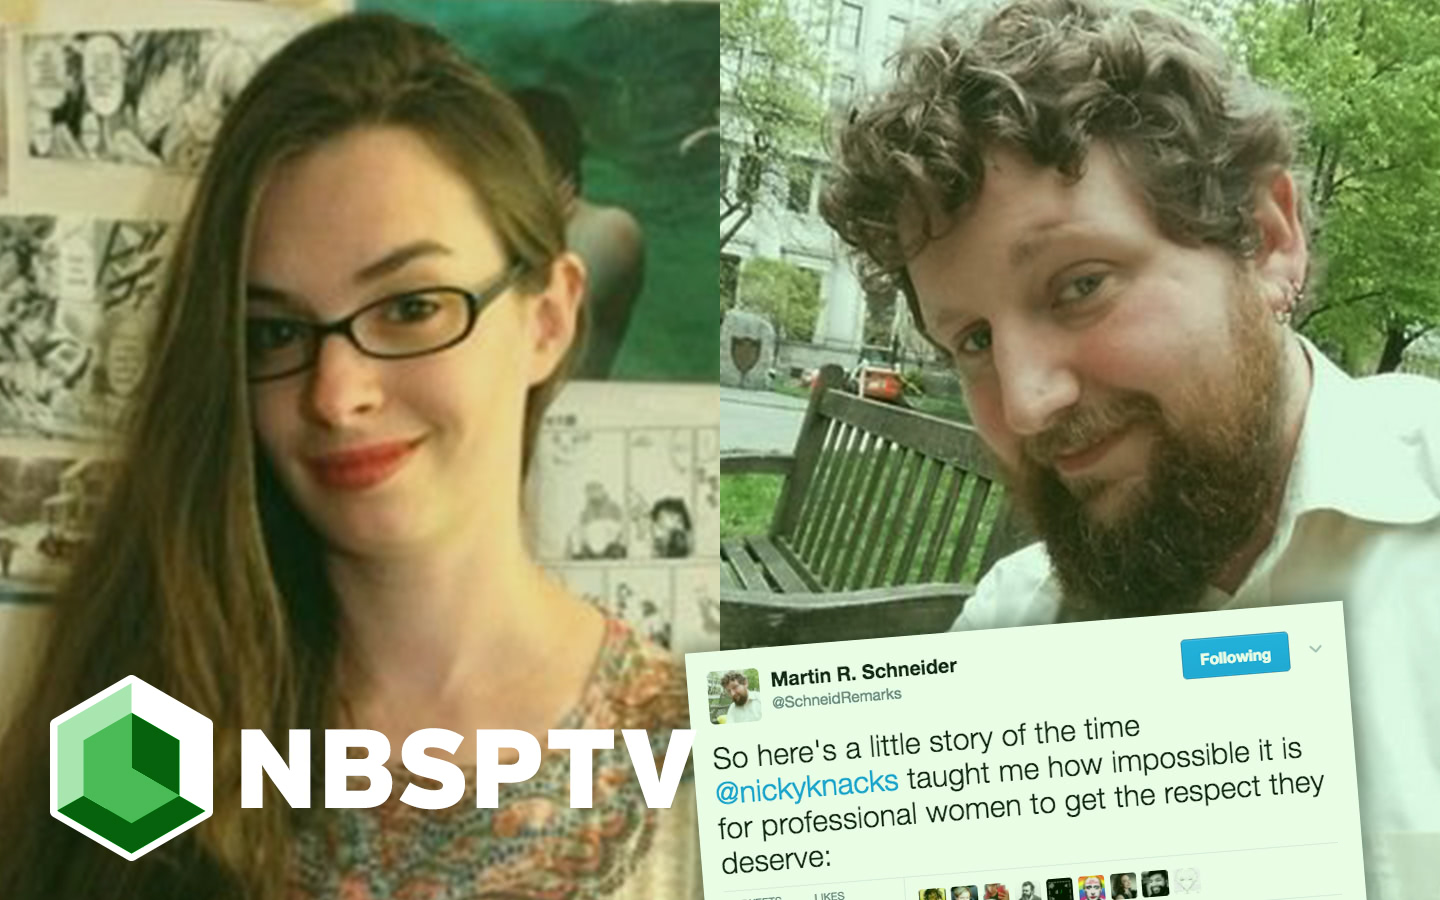 NBSPTV
Martin R. Schneider
@SchneidRemarks
Following
So here's a little story of the time
@nickyknacks taught me how impossible it is
for professional women to get the respect they
deserve:
LIKES